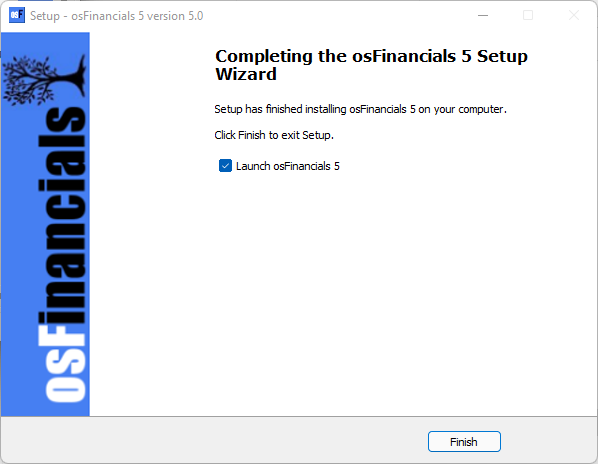 osF
Setup - osFinancials 5 version 5.0
osFinancials
Completing the osFinancials 5 Setup
Wizard
Setup has finished installing osFinancials 5 on your computer.
Click Finish to exit Setup.
Launch osFinancials 5
Finish